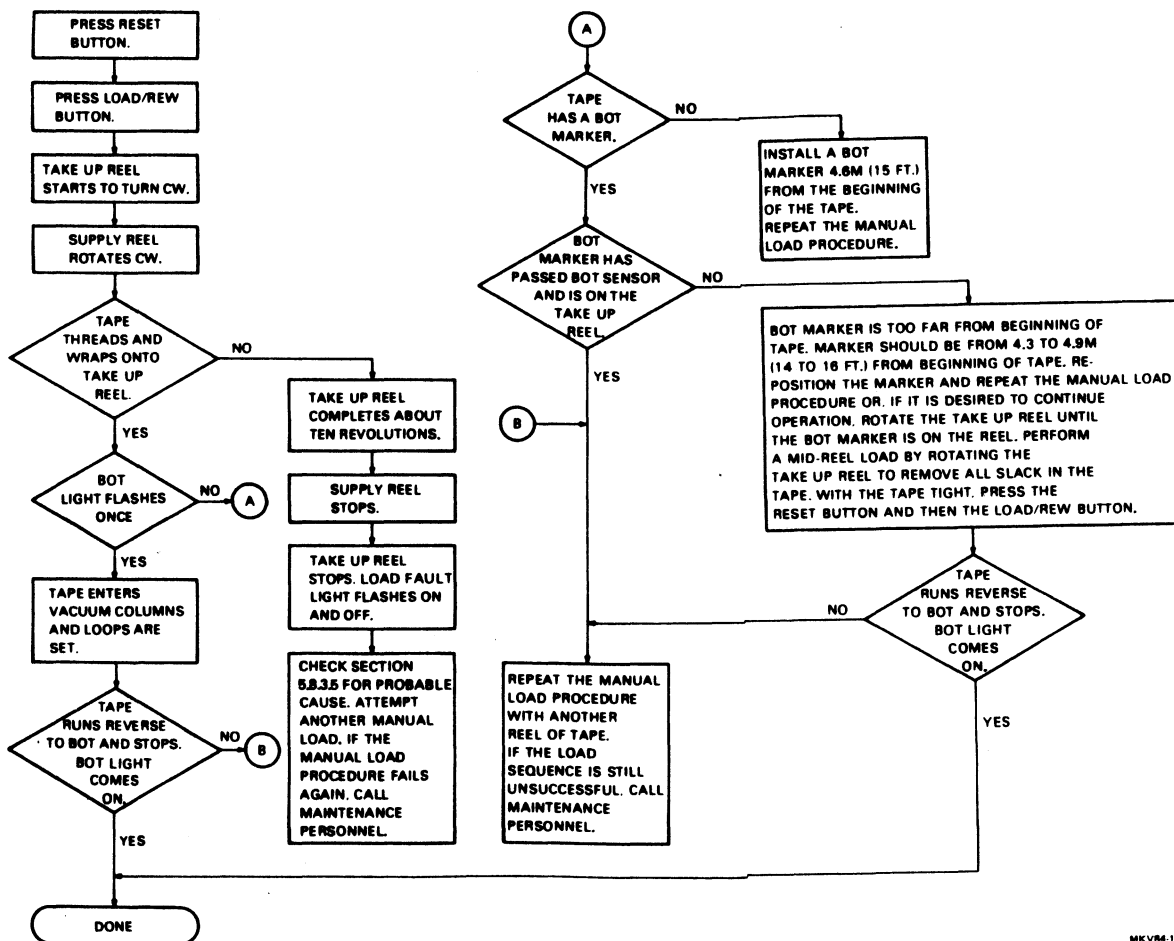 PRESS RESET
BUTTON.
PRESS LOAD/REW
BUTTON.
TAKE UP REEL
STARTS TO TURN CW.
SUPPLY REEL
ROTATES CW.
TAPE
THREADS AND
WRAPS ONTO
TAKE UP
REEL.
NO
YES
BOT
LIGHT FLASHES
ONCE
NO
A
YES
TAPE ENTERS
VACUUM COLUMNS
AND LOOPS ARE
SET.
TAPE
RUNS REVERSE
TO BOT AND STOPS.
BOT LIGHT
COMES
ON.
NO
B
YES
DONE
TAKE UP REEL
COMPLETES ABOUT
TEN REVOLUTIONS.
SUPPLY REEL
STOPS.
TAKE UP REEL
STOPS. LOAD FAULT
LIGHT FLASHES ON
AND OFF.
CHECK SECTION
5.8.3.5 FOR PROBABLE
CAUSE. ATTEMPT
ANOTHER MANUAL
LOAD. IF THE
MANUAL LOAD
PROCEDURE FAILS
AGAIN. CALL
MAINTENANCE
PERSONNEL.
A
TAPE
HAS A BOT
MARKER.
NO
YES
INSTALL A BOT
MARKER 4.6M (15 FT.)
FROM THE BEGINNING
OF THE TAPE.
REPEAT THE MANUAL
LOAD PROCEDURE.
BOT
MARKER HAS
PASSED BOT SENSOR
AND IS ON THE
TAKE UP
REEL.
NO
YES
B
BOT MARKER IS TOO FAR FROM BEGINNING OF
TAPE. MARKER SHOULD BE FROM 4.3 TO 4.9M
(14 TO 16 FT.) FROM BEGINNING OF TAPE. RE-
POSITION THE MARKER AND REPEAT THE MANUAL LOAD
PROCEDURE OR. IF IT IS DESIRED TO CONTINUE
OPERATION. ROTATE THE TAKE UP REEL UNTIL
THE BOT MARKER IS ON THE REEL. PERFORM
A MID-REEL LOAD BY ROTATING THE
TAKE UP REEL TO REMOVE ALL SLACK IN THE
TAPE. WITH THE TAPE TIGHT. PRESS THE
RESET BUTTON AND THEN THE LOAD/REW BUTTON.
TAPE
RUNS REVERSE
TO BOT AND STOPS.
BOT LIGHT
COMES
ON.
NO
YES
REPEAT THE MANUAL
LOAD PROCEDURE
WITH ANOTHER
REEL OF TAPE.
IF THE LOAD
SEQUENCE IS STILL
UNSUCCESSFUL. CALL
MAINTENANCE
PERSONNEL.